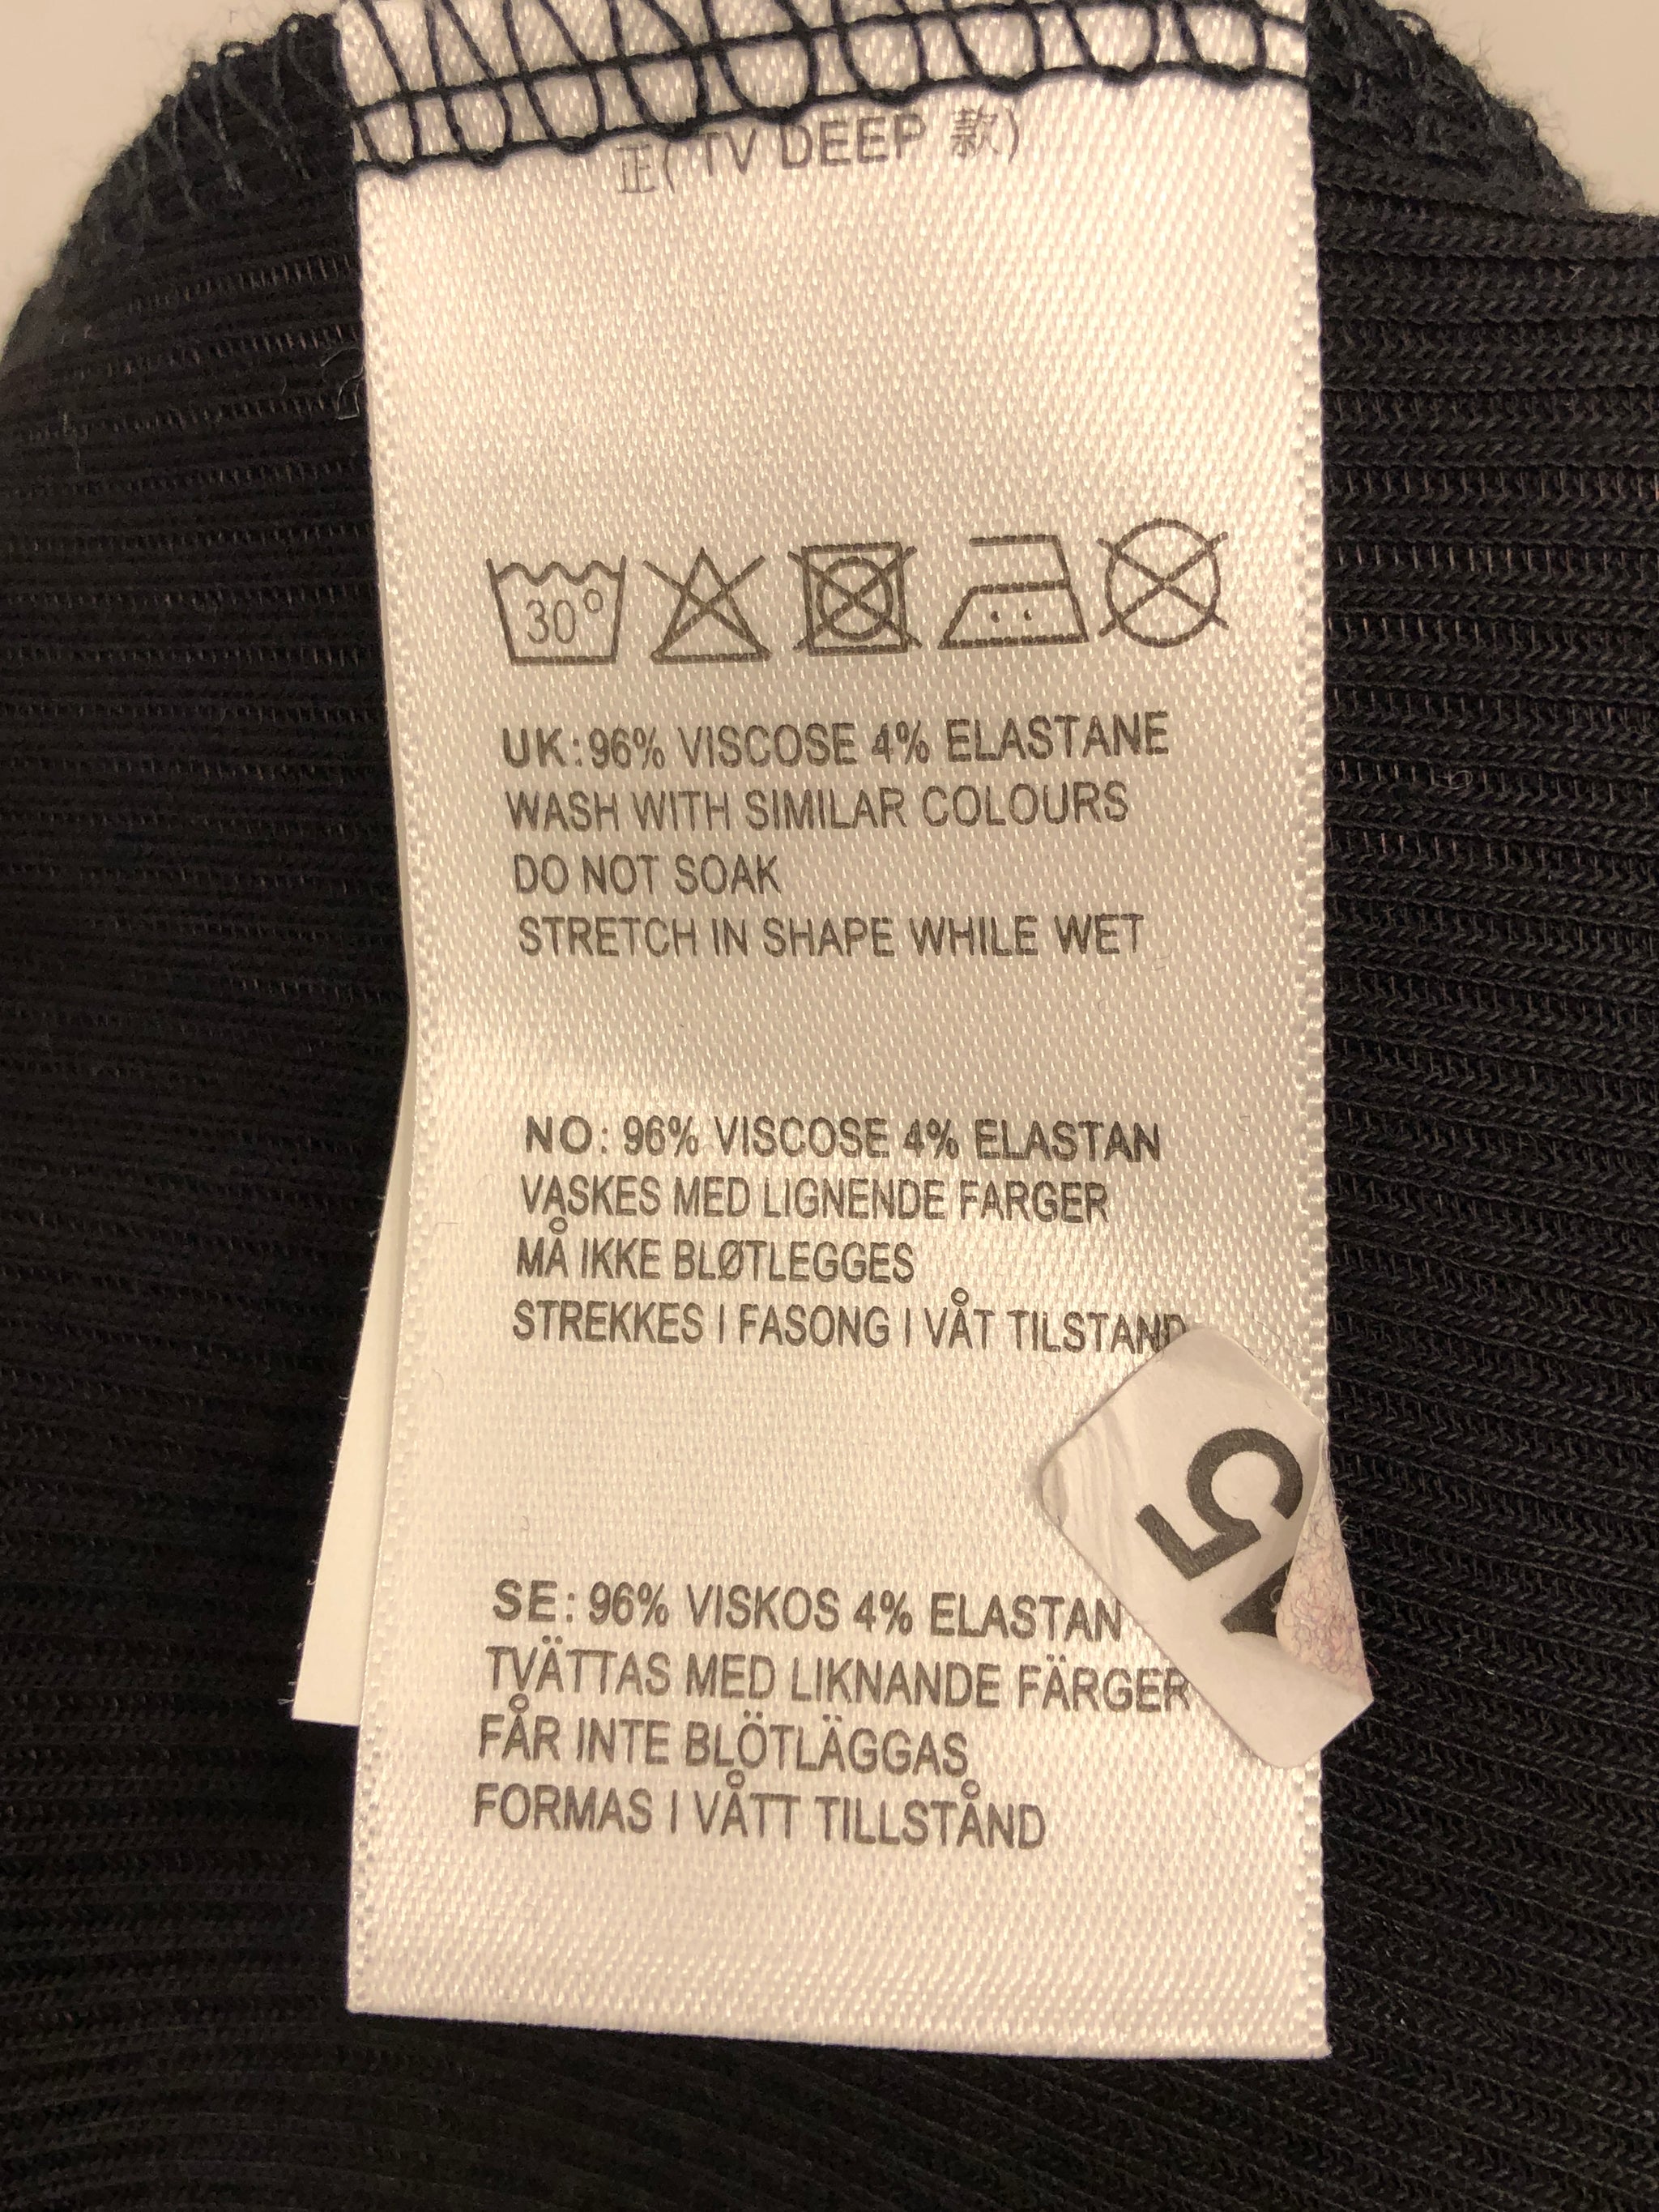 正( TV DEEP 款)
30°
UK: 96% VISCOSE 4% ELASTANE
WASH WITH SIMILAR COLOURS
DO NOT SOAK
STRETCH IN SHAPE WHILE WET
NO: 96% VISCOSE 4% ELASTAN
VASKES MED LIGNENDE FARGER
MÅ IKKE BLØTLEGGES
STREKKES I FASONG I VÅT TILSTAND
5
SE: 96% VISKOS 4% ELASTAN
TVÄTTAS MED LIKNANDE FÄRGER
FÅR INTE BLÖTLÄGGAS
FORMAS I VÅTT TILLSTÅND